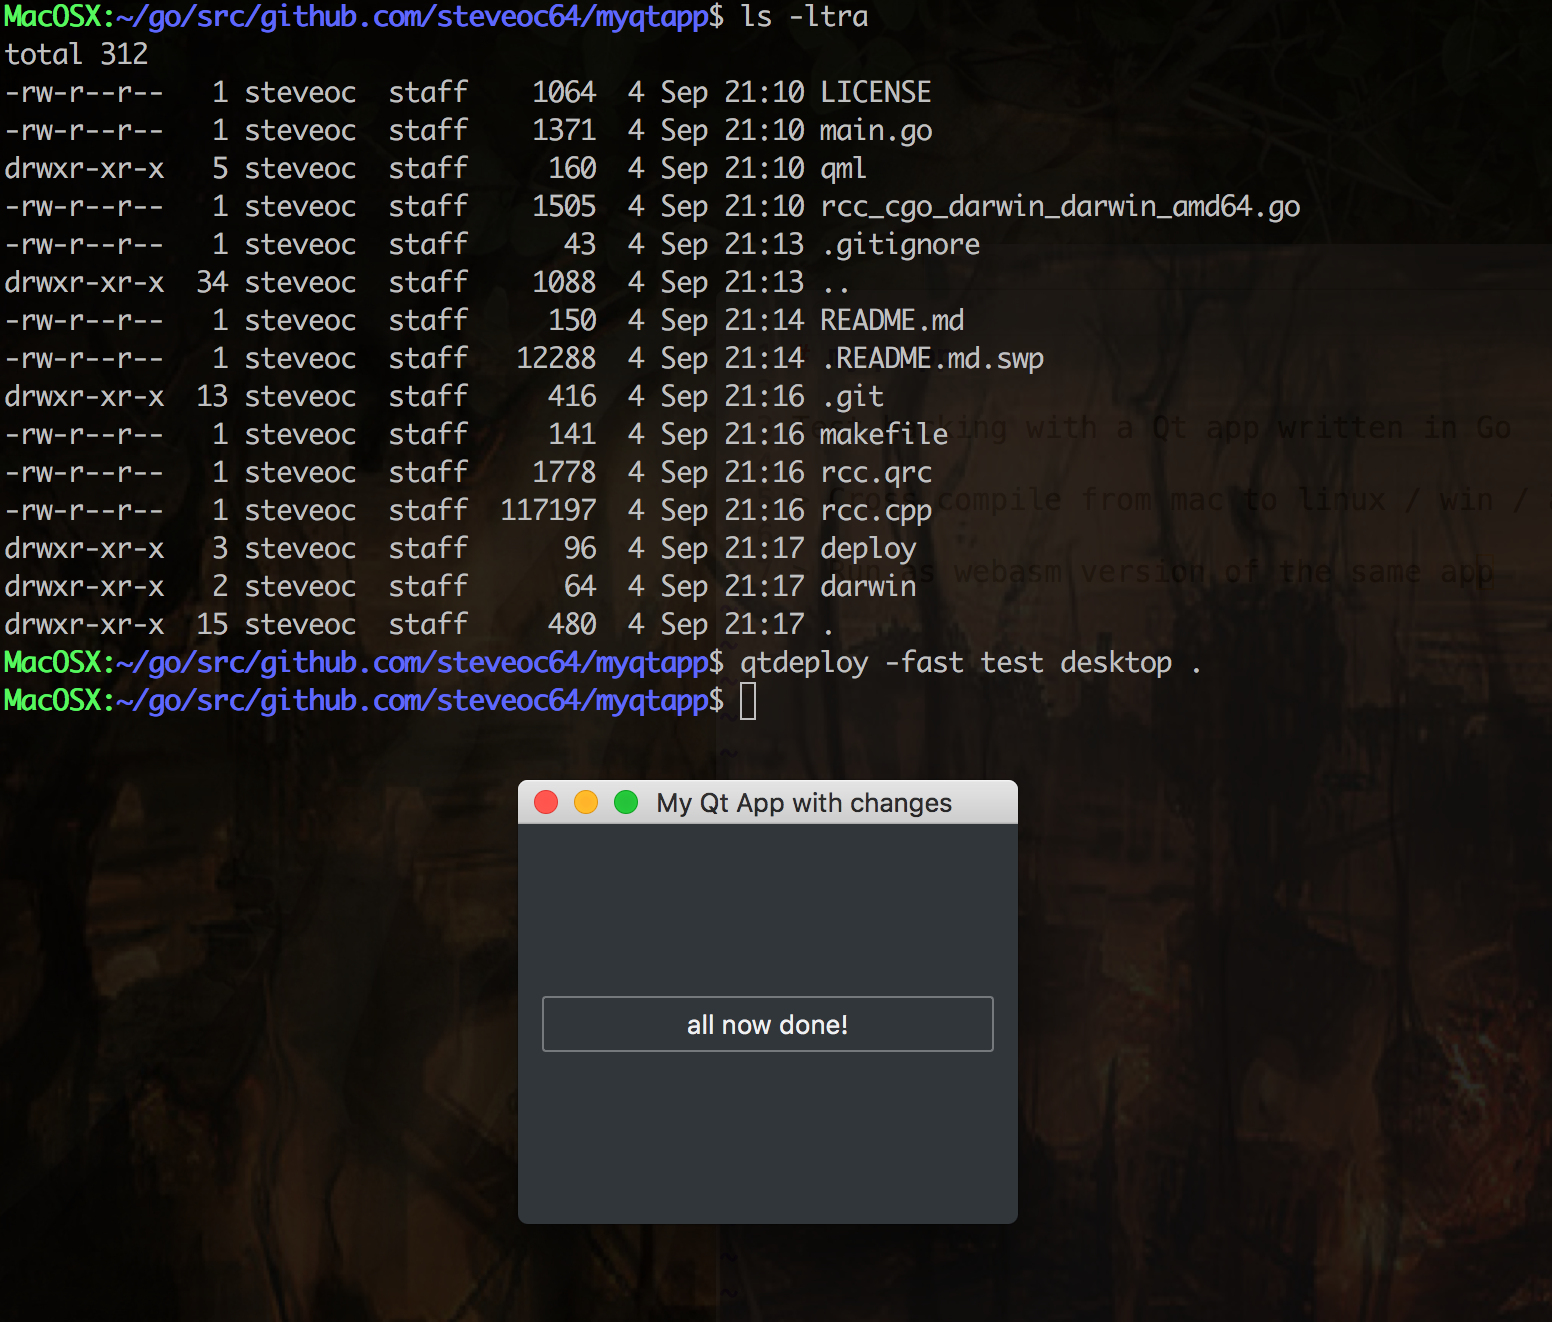 MacOSX:~/go/src/github.com/steveoc64/myqtapp$ ls -ltra
total 312
-rw-r--r--   1 steveoc  staff    1064  4 Sep 21:10 LICENSE
-rw-r--r--   1 steveoc  staff    1371  4 Sep 21:10 main.go
drwxr-xr-x   5 steveoc  staff     160  4 Sep 21:10 qml
-rw-r--r--   1 steveoc  staff    1505  4 Sep 21:10 rcc_cgo_darwin_darwin_amd64.go
-rw-r--r--   1 steveoc  staff      43  4 Sep 21:13 .gitignore
drwxr-xr-x  34 steveoc  staff    1088  4 Sep 21:13 ..
-rw-r--r--   1 steveoc  staff     150  4 Sep 21:14 README.md
-rw-r--r--   1 steveoc  staff   12288  4 Sep 21:14 .README.md.swp
drwxr-xr-x  13 steveoc  staff     416  4 Sep 21:16 .git
-rw-r--r--   1 steveoc  staff     141  4 Sep 21:16 makefile
-rw-r--r--   1 steveoc  staff    1778  4 Sep 21:16 rcc.qrc
-rw-r--r--   1 steveoc  staff  117197  4 Sep 21:16 rcc.cpp
drwxr-xr-x   3 steveoc  staff      96  4 Sep 21:17 deploy
drwxr-xr-x   2 steveoc  staff      64  4 Sep 21:17 darwin
drwxr-xr-x  15 steveoc  staff     480  4 Sep 21:17 .
MacOSX:~/go/src/github.com/steveoc64/myqtapp$ qtdeploy -fast test desktop .
MacOSX:~/go/src/github.com/steveoc64/myqtapp$
with a Qt app written in Go
Cross compile from mac to linux / win /
Run as webasm version of the same app
My Qt App with changes
all now done!